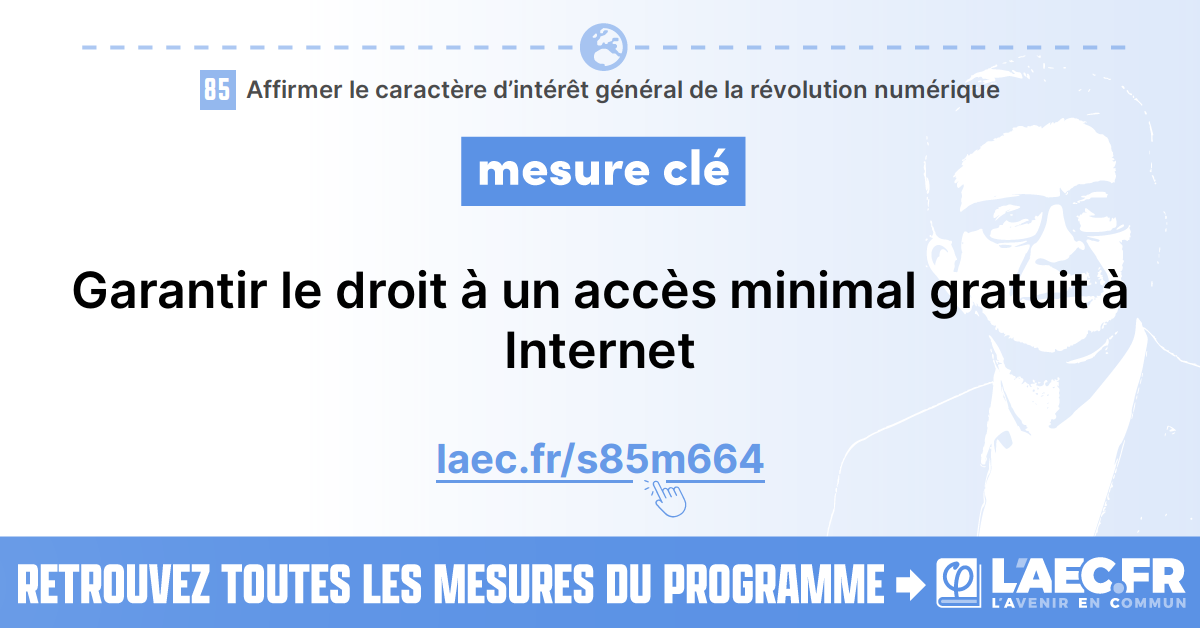 85 Affirmer le caractère d’intérêt général de la révolution numérique
mesure clé
Garantir le droit à un accès minimal gratuit à
Internet
laec.fr/s85m664
RETROUVEZ TOUTES LES MESURES DU PROGRAMME
φ L'AEC.FR
L'AVENIR EN COMMUN